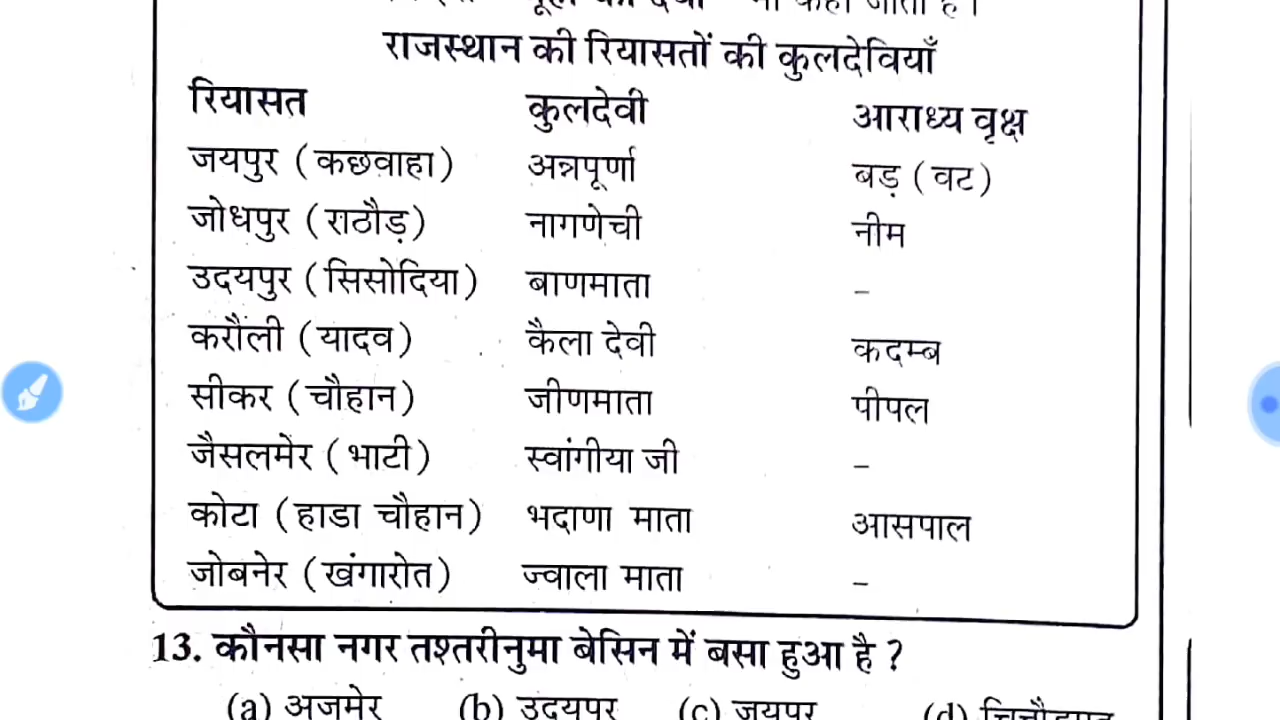 भी कहा जाता है।
राजस्थान की रियासतों की कुलदेवियाँ
रियासत कुलदेवी आराध्य वृक्ष
जयपुर (कछवाहा) अन्नपूर्णा बड़ (वट)
जोधपुर (राठौड़) नागणेची नीम
उदयपुर (सिसोदिया) बाणमाता –
करौली (यादव) कैला देवी कदम्ब
सीकर (चौहान) जीणमाता पीपल
जैसलमेर (भाटी) स्वांगीया जी –
कोटा (हाडा चौहान) भदाणा माता आसपाल
जोबनेर (खंगारोत) ज्वाला माता –
13. कौनसा नगर तश्तरीनुमा बेसिन में बसा हुआ है ?
(a) अजमेर (b) उदयपुर (c) जयपुर (d)